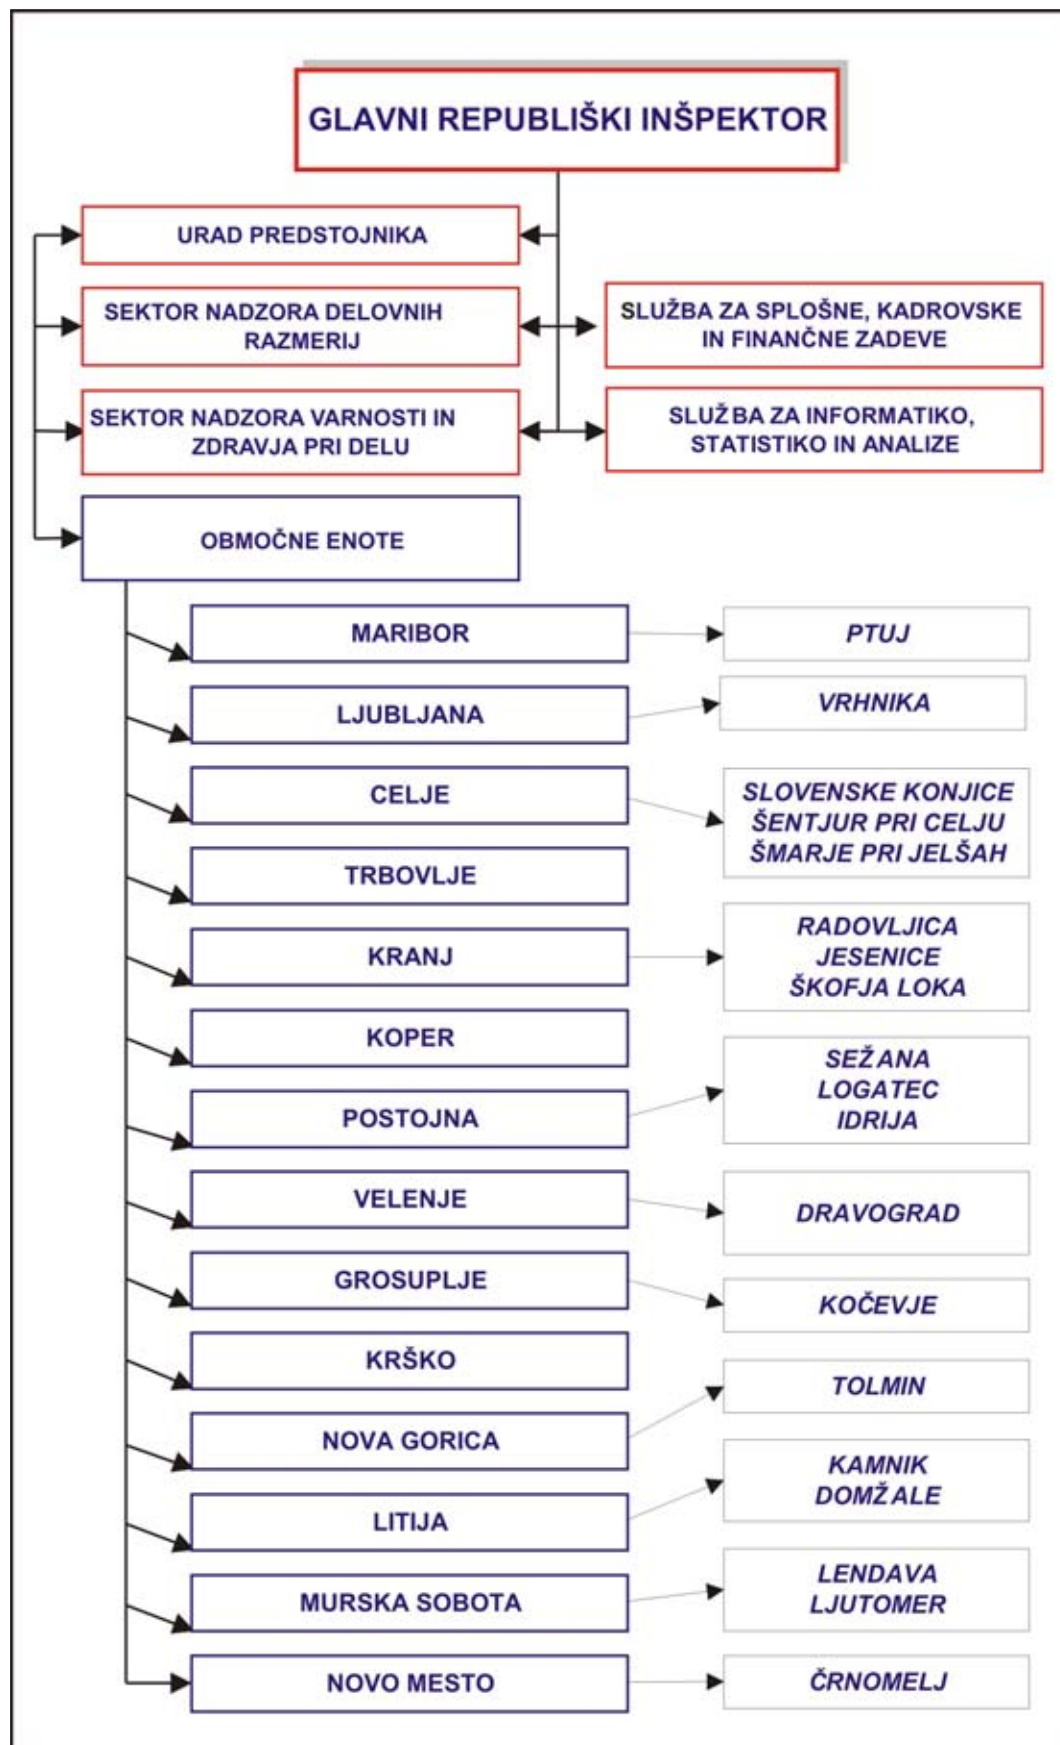 GLAVNI REPUBLIŠKI INŠPEKTOR
URAD PREDSTOJNIKA
SEKTOR NADZORA DELOVNIH
RAZMERIJ
SLUŽBA ZA SPLOŠNE, KADROVSKE
IN FINANČNE ZADEVE
SEKTOR NADZORA VARNOSTI IN
ZDRAVJA PRI DELU
SLUŽBA ZA INFORMATIKO,
STATISTIKO IN ANALIZE
OBMOČNE ENOTE
MARIBOR
PTUJ
LJUBLJANA
VRHNIKA
CELJE
SLOVENSKE KONJICE
ŠENTJUR PRI CELJU
ŠMARJE PRI JELŠAH
TRBOVLJE
KRANJ
RADOVLJICA
JESENICE
ŠKOFJA LOKA
KOPER
POSTOJNA
SEŽANA
LOGATEC
IDRIJA
VELENJE
DRAVOGRAD
GROSUPLJE
KOČEVJE
KRŠKO
NOVA GORICA
TOLMIN
LITIJA
KAMNIK
DOMŽALE
MURSKA SOBOTA
LENDAVA
LJUTOMER
NOVO MESTO
ČRNOMELJ